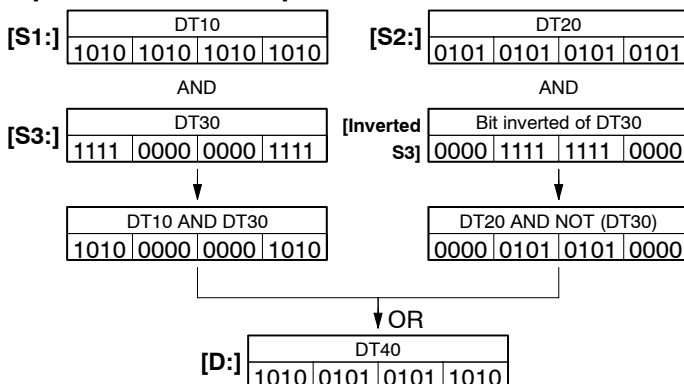 [S1:]
DT10
1010 1010 1010 1010
[S2:]
DT20
0101 0101 0101 0101
AND
AND
[S3:]
DT30
1111 0000 0000 1111
[Inverted
S3]
Bit inverted of DT30
0000 1111 1111 0000
DT10 AND DT30
1010 0000 0000 1010
DT20 AND NOT (DT30)
0000 0101 0101 0000
OR
[D:]
DT40
1010 0101 0101 1010